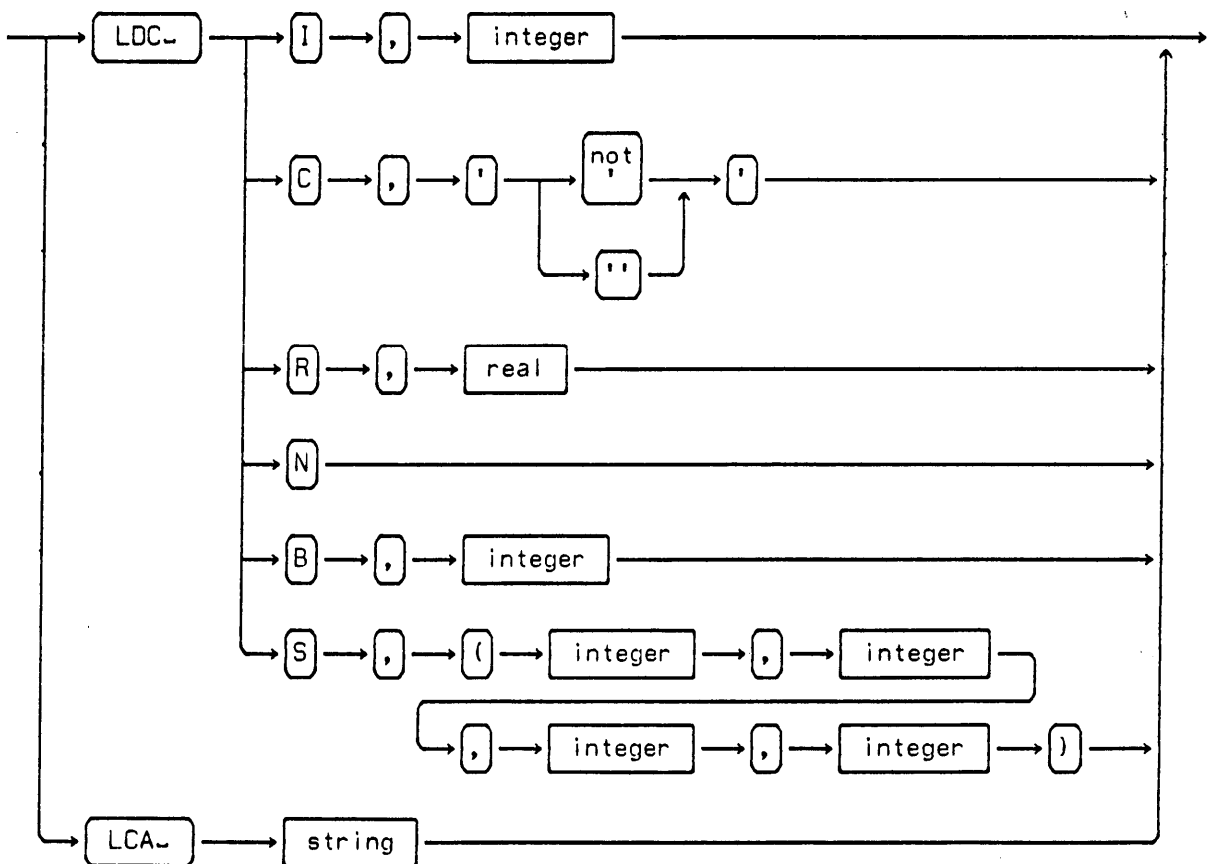 LDC⌣ I , integer
C , ' not ' '
''
R , real
N
B , integer
S , ( integer , integer
, integer , integer )
LCA⌣ string